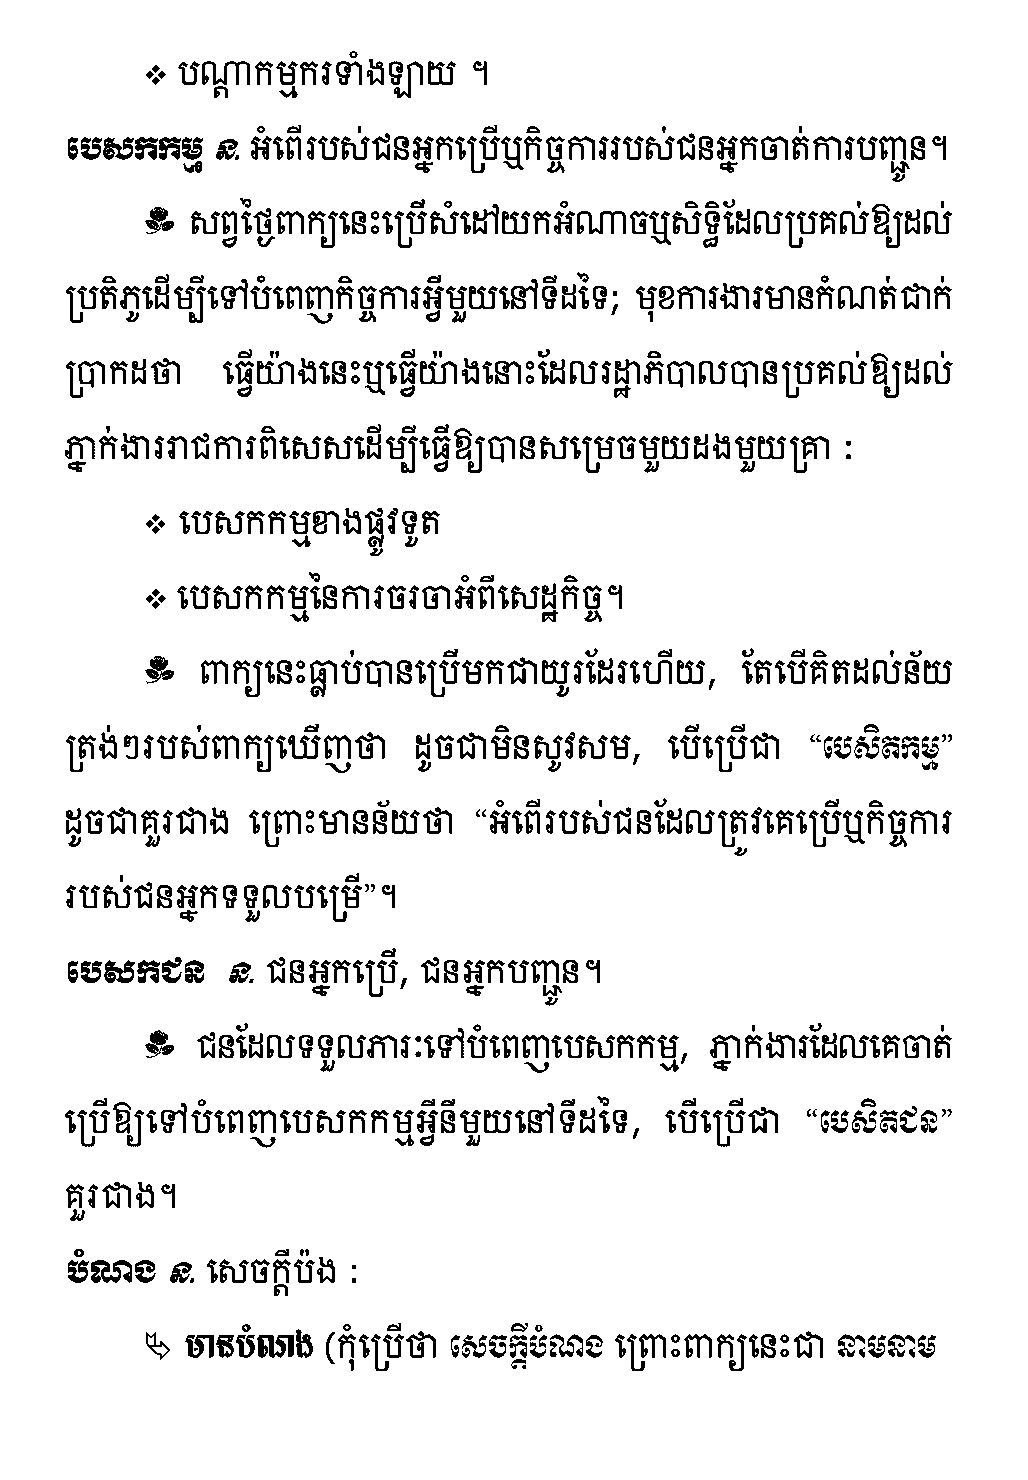 ❖ បណ្ដាកម្មករទាំងឡាយ ។
បេសកកម្ម ន. អំពើរបស់ជនអ្នកប្រើឬកិច្ចការរបស់ជនអ្នកចាត់ការបញ្ជូន។
សព្វថ្ងៃពាក្យនេះប្រើសំដៅយកអំណាចឬសិទ្ធិដែលប្រគល់ឱ្យដល់
ប្រតិភូដើម្បីទៅបំពេញកិច្ចការអ្វីមួយនៅទីដទៃ; មុខការងារមានកំណត់ជាក់
ប្រាកដថា ធ្វើយ៉ាងនេះឬធ្វើយ៉ាងនោះដែលរដ្ឋាភិបាលបានប្រគល់ឱ្យដល់
ភ្នាក់ងាររាជការពិសេសដើម្បីធ្វើឱ្យបានសម្រេចមួយដងមួយគ្រា :
❖ បេសកកម្មខាងផ្លូវទូត
❖ បេសកកម្មនៃការចរចាអំពីសេដ្ឋកិច្ច។
ពាក្យនេះធ្លាប់បានប្រើមកជាយូរដែរហើយ, តែបើគិតដល់ន័យ
ត្រង់ៗរបស់ពាក្យឃើញថា ដូចជាមិនសូវសម, បើប្រើជា “បេសិតកម្ម”
ដូចជាគួរជាង ព្រោះមានន័យថា “អំពើរបស់ជនដែលត្រូវគេប្រើឬកិច្ចការ
របស់ជនអ្នកទទួលបម្រើ”។
បេសកជន ន. ជនអ្នកប្រើ, ជនអ្នកបញ្ជូន។
ជនដែលទទួលភារៈទៅបំពេញបេសកកម្ម, ភ្នាក់ងារដែលគេចាត់
ប្រើឱ្យទៅបំពេញបេសកកម្មអ្វីនីមួយនៅទីដទៃ, បើប្រើជា “បេសិតជន”
គួរជាង។
បំណង ន. សេចក្ដីប៉ង :
មានបំណង (កុំប្រើថា សេចក្ដីបំណង ព្រោះពាក្យនេះជា នាមនាម